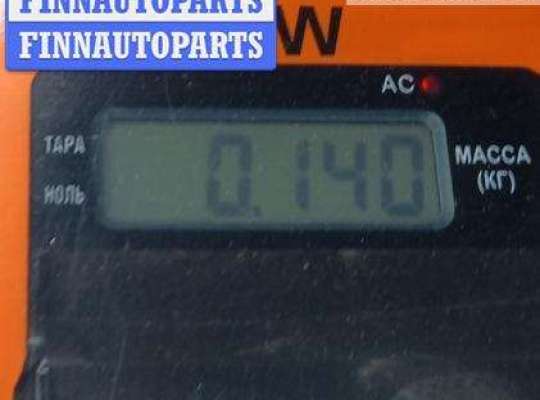 FINNAUTOPARTS
FINNAUTOPARTS
W
AC
ТАРА
НОЛЬ
0.140
МАССА
(КГ)